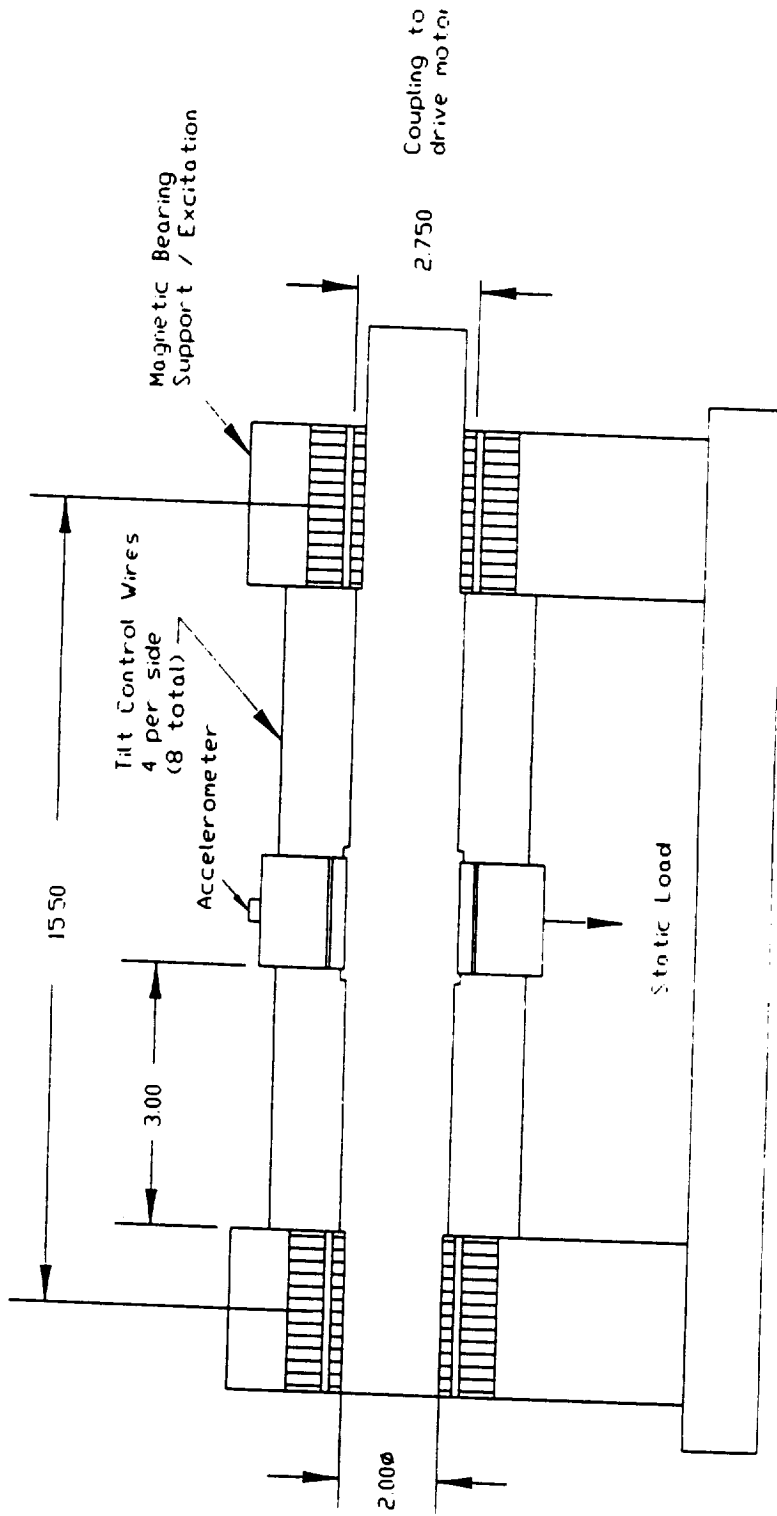 15.50
3.00
Tilt Control Wires
4 per side
(8 total)
Accelerometer
Magnetic Bearing
Support / Excitation
2.750
Coupling to
drive motor
2.00ø
Static Load